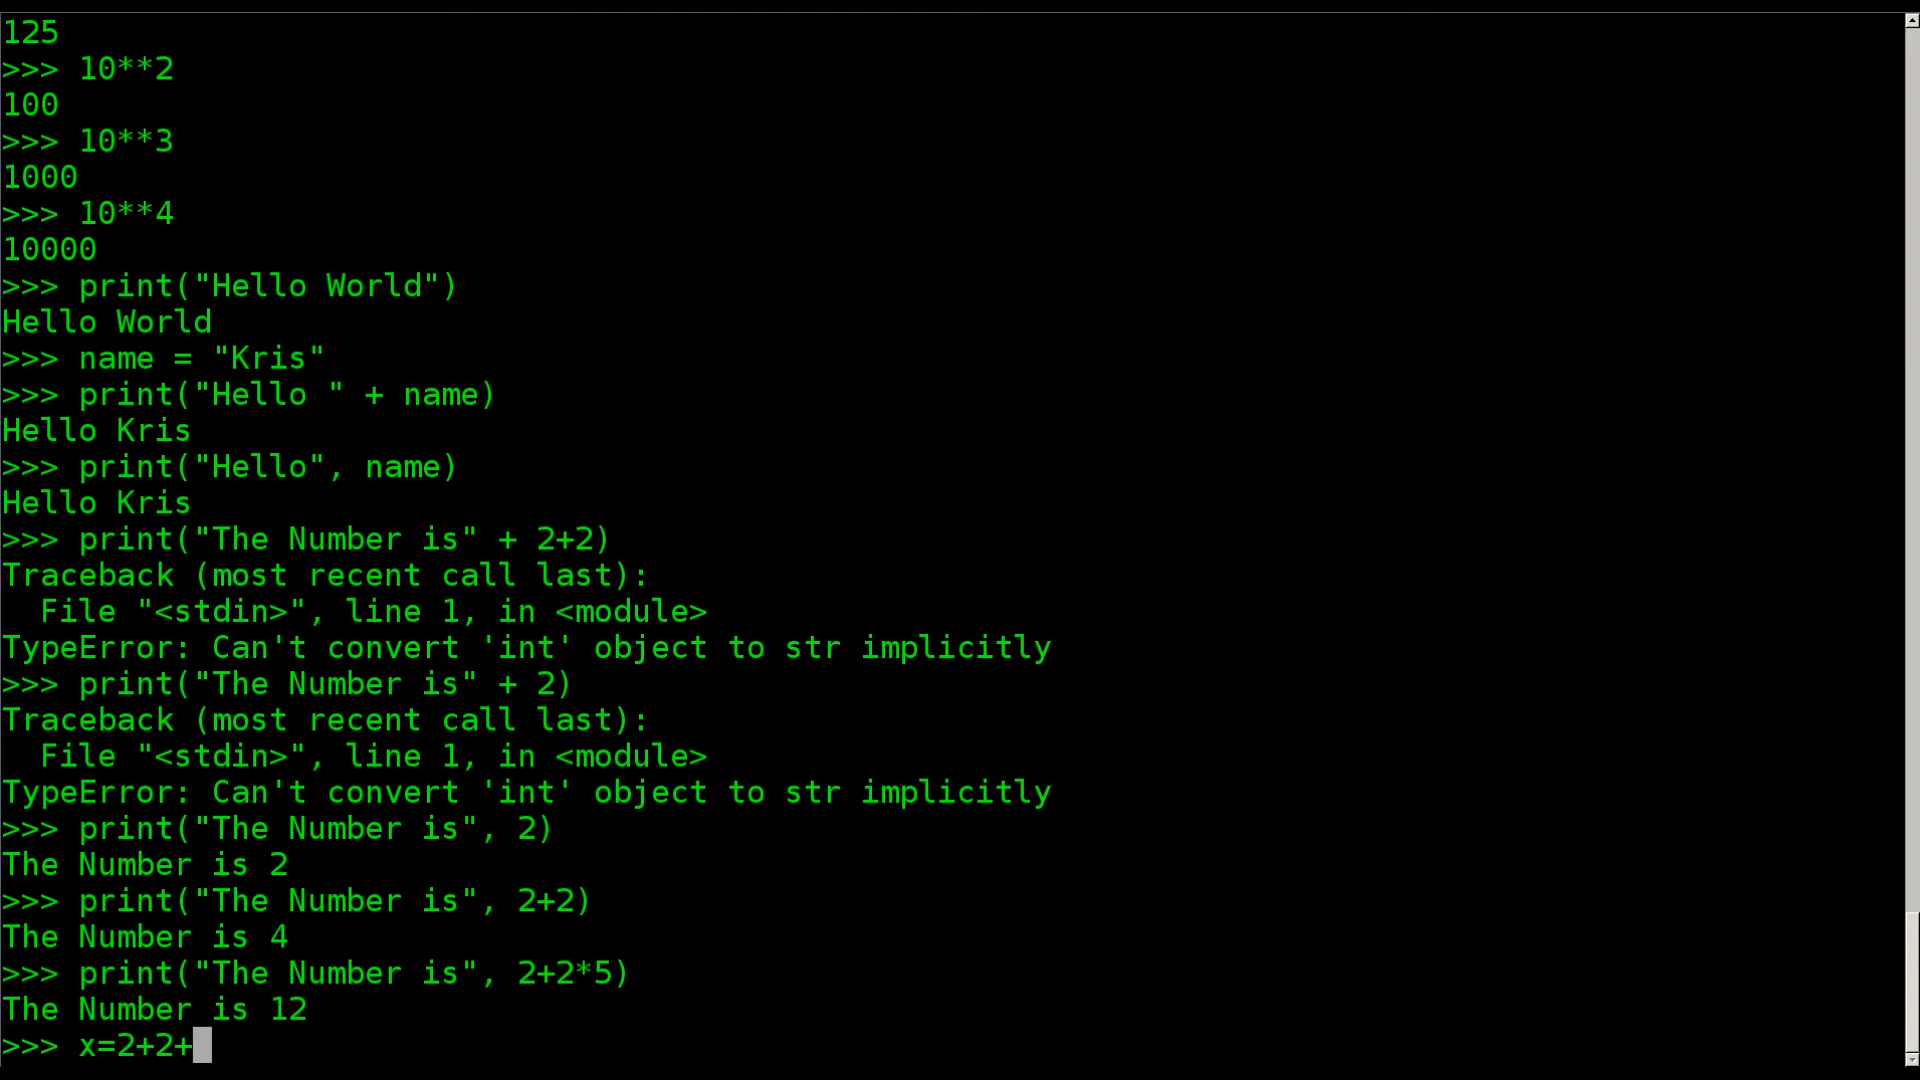 125
>>> 10**2
100
>>> 10**3
1000
>>> 10**4
10000
>>> print("Hello World")
Hello World
>>> name = "Kris"
>>> print("Hello " + name)
Hello Kris
>>> print("Hello", name)
Hello Kris
>>> print("The Number is" + 2+2)
Traceback (most recent call last):
  File "<stdin>", line 1, in <module>
TypeError: Can't convert 'int' object to str implicitly
>>> print("The Number is" + 2)
Traceback (most recent call last):
  File "<stdin>", line 1, in <module>
TypeError: Can't convert 'int' object to str implicitly
>>> print("The Number is", 2)
The Number is 2
>>> print("The Number is", 2+2)
The Number is 4
>>> print("The Number is", 2+2*5)
The Number is 12
>>> x=2+2+